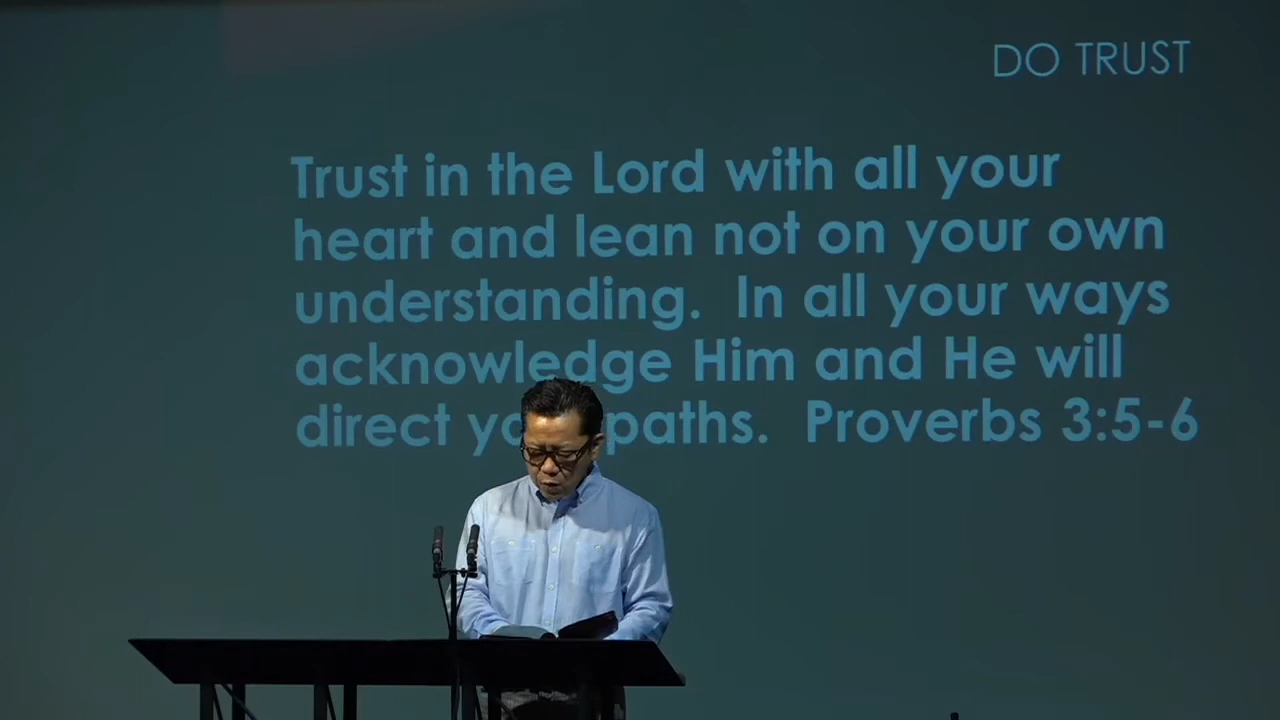 DO TRUST
Trust in the Lord with all your
heart and lean not on your own
understanding.  In all your ways
acknowledge Him and He will
direct paths.  Proverbs 3:5-6